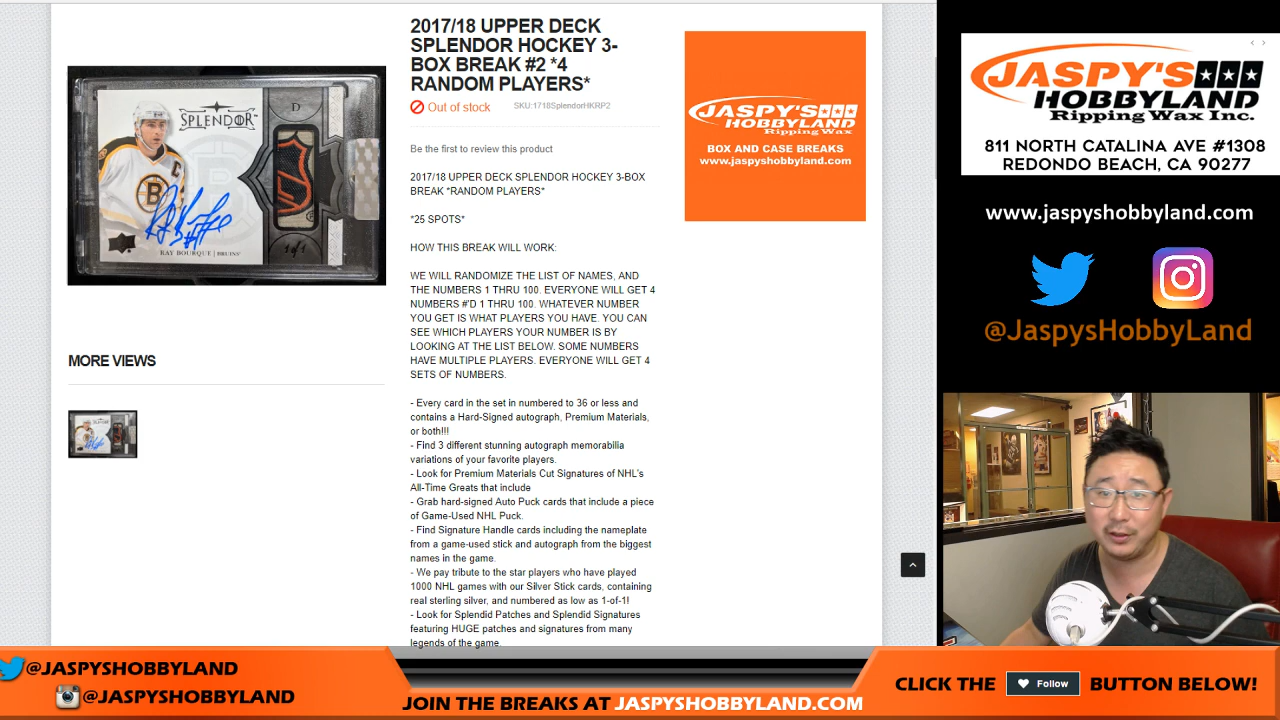 2017/18 UPPER DECK
SPLENDOR HOCKEY 3-
BOX BREAK #2 *4
RANDOM PLAYERS*
Out of stock
SKU:1718SplendorHKRP2
Be the first to review this product
2017/18 UPPER DECK SPLENDOR HOCKEY 3-BOX
BREAK *RANDOM PLAYERS*
*25 SPOTS*
HOW THIS BREAK WILL WORK:
WE WILL RANDOMIZE THE LIST OF NAMES, AND
THE NUMBERS 1 THRU 100. EVERYONE WILL GET 4
NUMBERS #'D 1 THRU 100. WHATEVER NUMBER
YOU GET IS WHAT PLAYERS YOU HAVE. YOU CAN
SEE WHICH PLAYERS YOUR NUMBER IS BY
LOOKING AT THE LIST BELOW. SOME NUMBERS
HAVE MULTIPLE PLAYERS. EVERYONE WILL GET 4
SETS OF NUMBERS.
- Every card in the set in numbered to 36 or less and
contains a Hard-Signed autograph, Premium Materials,
or both!!!
- Find 3 different stunning autograph memorabilia
variations of your favorite players.
- Look for Premium Materials Cut Signatures of NHL's
All-Time Greats that include
- Grab hard-signed Auto Puck cards that include a piece
of Game-Used NHL Puck.
- Find Signature Handle cards including the nameplate
from a game-used stick and autograph from the biggest
names in the game.
- We pay tribute to the star players who have played
1000 NHL games with our Silver Stick cards, containing
real sterling silver, and numbered as low as 1-of-1!
- Look for Splendid Patches and Splendid Signatures
featuring HUGE patches and signatures from many
legends of the game.
SPLENDOR
D
B
C
RAY BOURQUE | BRUINS
1 of 1
MORE VIEWS
JASPY'S
HOBBYLAND
Ripping Wax
BOX AND CASE BREAKS
www.jaspyshobbyland.com
JASPY'S
HOBBYLAND
Ripping Wax Inc.
811 NORTH CATALINA AVE #1308
REDONDO BEACH, CA 90277
www.jaspyshobbyland.com
@JaspysHobbyLand
@JASPYSHOBBYLAND
@JASPYSHOBBYLAND
JOIN THE BREAKS AT JASPYSHOBBYLAND.COM
CLICK THE Follow BUTTON BELOW!